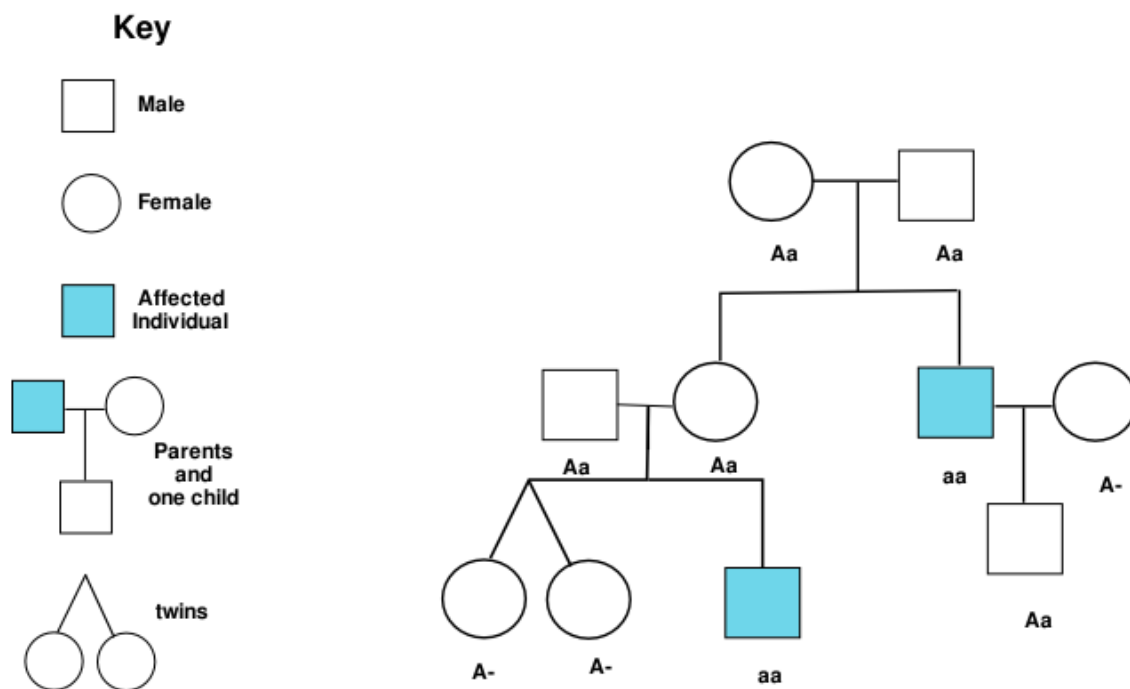 Key
Male
Female
Affected
Individual
Parents
and
one child
twins
Aa
Aa
Aa
Aa
aa
A-
A-
A-
aa
Aa